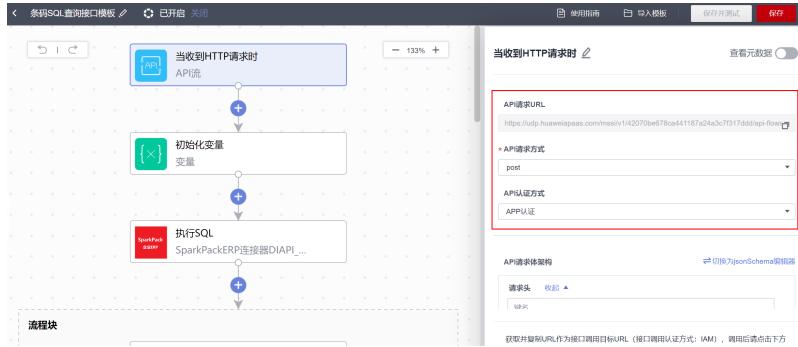 条码SQL查询接口模板
已开启 关闭
使用指南
导入模板
保存并测试
保存
133%
当收到HTTP请求时
API流
API
初始化变量
变量
执行SQL
SparkPackERP连接器DIAPI_...
SparkPack
流程块
当收到HTTP请求时
查看元数据
API请求URL
* API请求方式
post
API认证方式
APP认证
API请求体架构
切换为jsonSchema编辑器
请求头 收起
键名
获取并复制URL作为接口调用目标URL（接口调用认证方式：IAM），调用后请点击下方